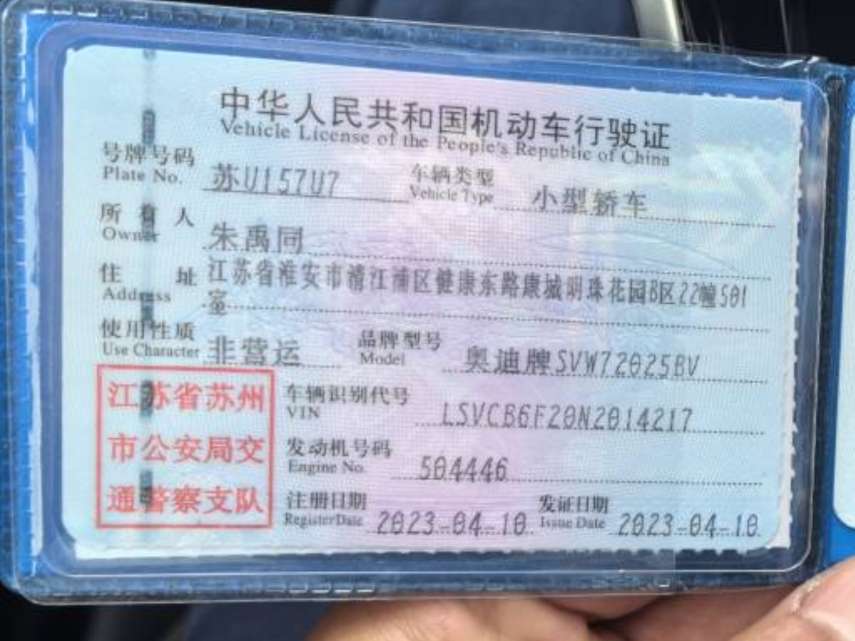 中华人民共和国机动车行驶证
Vehicle License of the People's Republic of China
号牌号码 苏U157U7 车辆类型 小型轿车
Plate No. Vehicle Type
所有人 朱禹同
Owner
住址 江苏省淮安市清江浦区健康东路康城明珠花园B区22幢501
Address 室
使用性质 非营运 品牌型号 奥迪牌SVW72025BV
Use Character Model
江苏省苏州 车辆识别代号 LSVCB6F20N2014217
VIN
市公安局交 发动机号码 504446
Engine No.
通警察支队 注册日期 2023-04-10 发证日期 2023-04-10
Register Date Issue Date